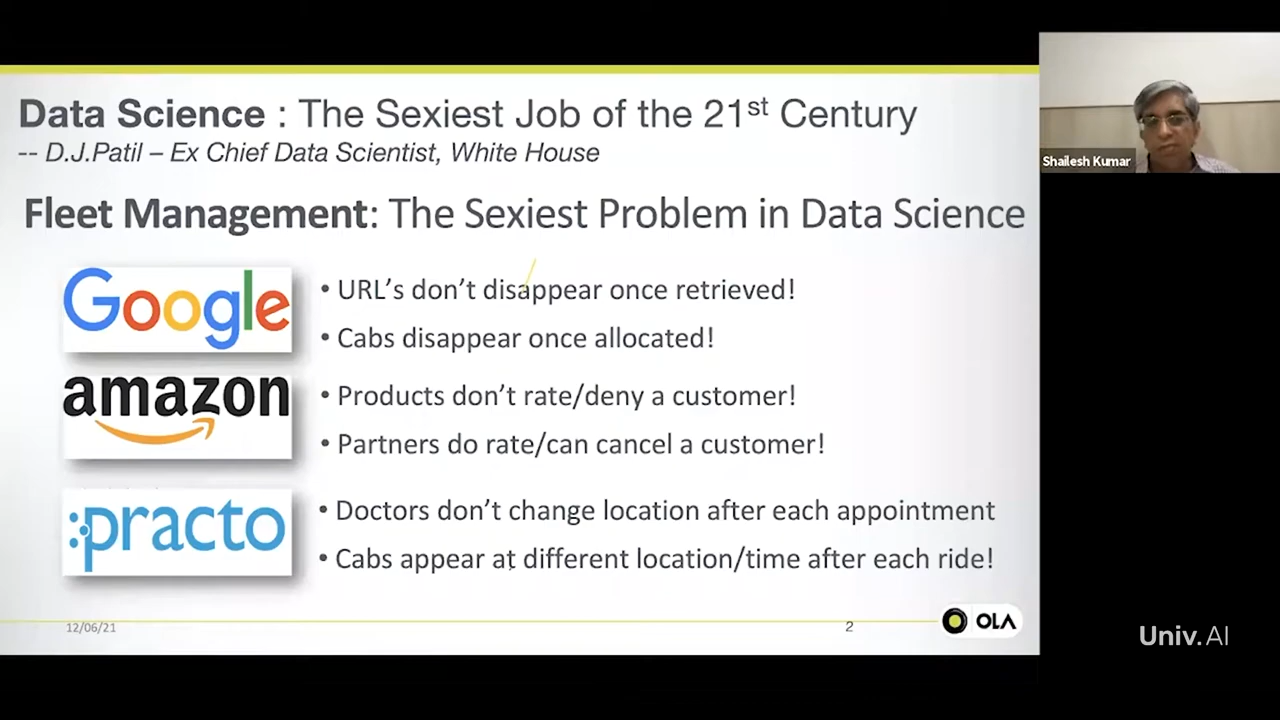 Data Science : The Sexiest Job of the 21st Century
-- D.J.Patil – Ex Chief Data Scientist, White House
Shailesh Kumar
Fleet Management: The Sexiest Problem in Data Science
Google
• URL's don't disappear once retrieved!
• Cabs disappear once allocated!
amazon
• Products don't rate/deny a customer!
• Partners do rate/can cancel a customer!
:practo
• Doctors don't change location after each appointment
• Cabs appear at different location/time after each ride!
12/06/21
2
OLA
Univ.AI